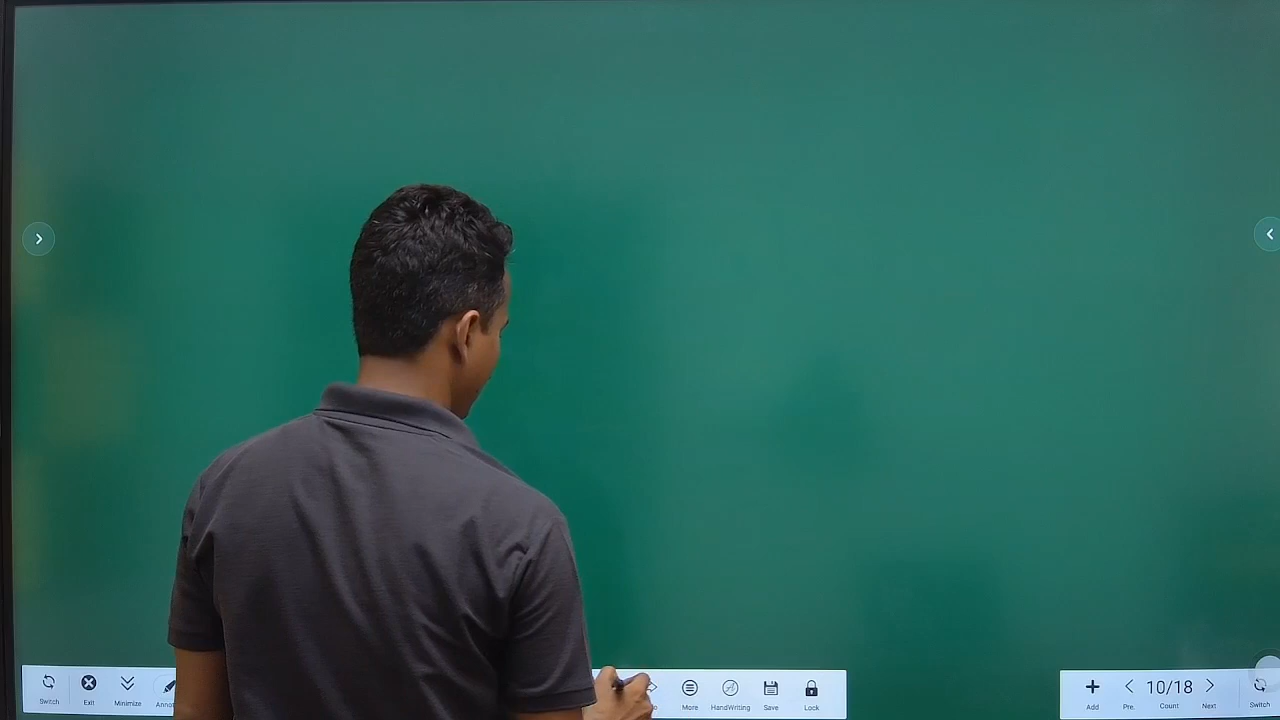 Switch Exit Minimize More HandWriting Save Lock
10/18
Add Pre. Count Next Switch